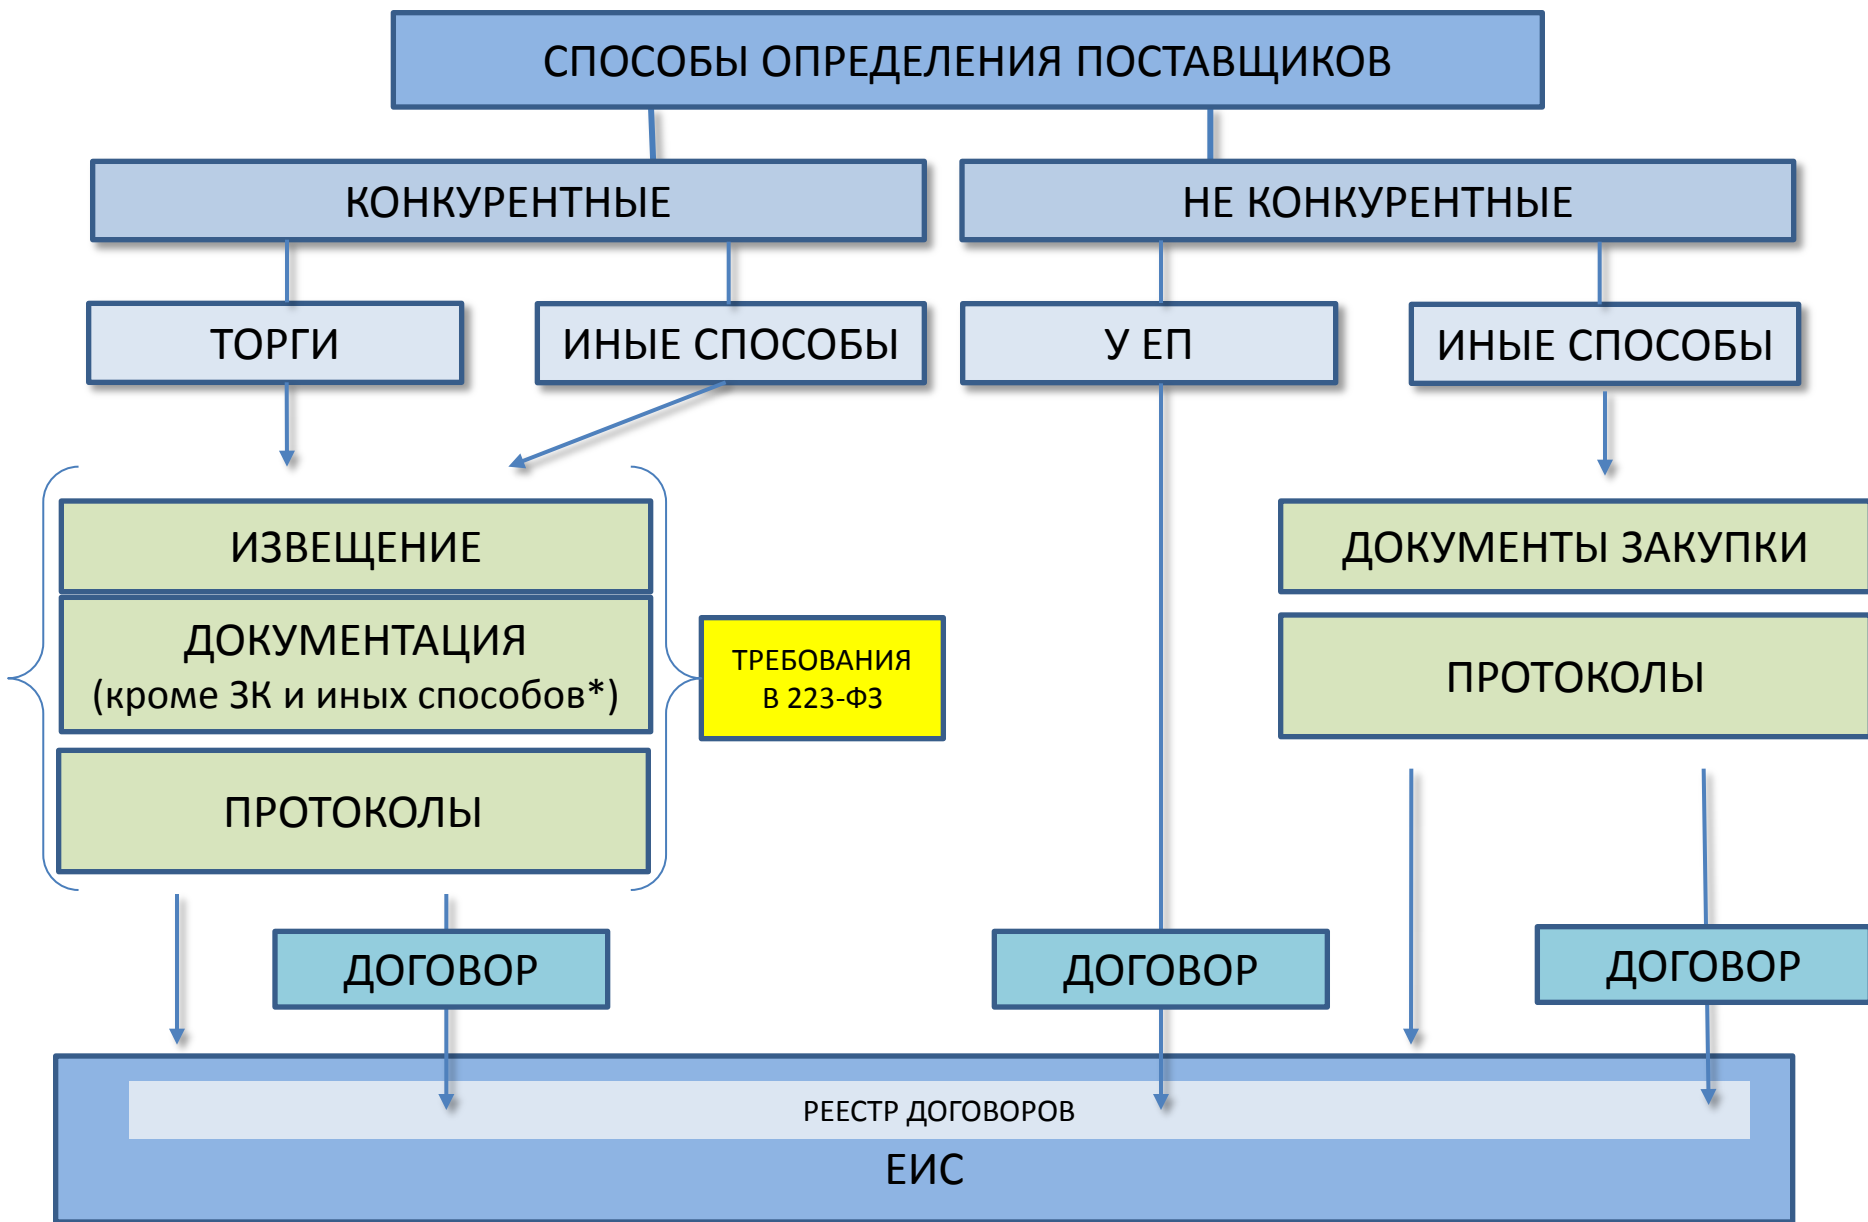 СПОСОБЫ ОПРЕДЕЛЕНИЯ ПОСТАВЩИКОВ
КОНКУРЕНТНЫЕ
НЕ КОНКУРЕНТНЫЕ
ТОРГИ
ИНЫЕ СПОСОБЫ
У ЕП
ИНЫЕ СПОСОБЫ
ИЗВЕЩЕНИЕ
ДОКУМЕНТАЦИЯ
(кроме ЗК и иных способов*)
ПРОТОКОЛЫ
ТРЕБОВАНИЯ
В 223-ФЗ
ДОКУМЕНТЫ ЗАКУПКИ
ПРОТОКОЛЫ
ДОГОВОР
ДОГОВОР
ДОГОВОР
РЕЕСТР ДОГОВОРОВ
ЕИС